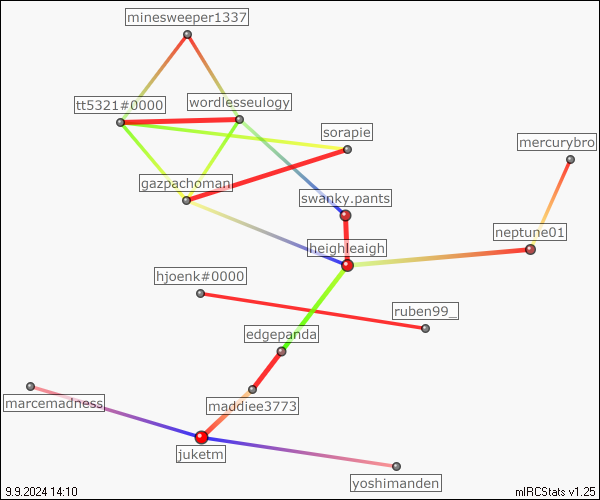 minesweeper1337
tt5321#0000
wordlesseulogy
sorapie
mercurybro
gazpachoman
swanky.pants
neptune01
heighleaigh
hjoenk#0000
ruben99_
edgepanda
marcemadness
maddiee3773
juketm
yoshimanden
9.9.2024 14:10
mIRCStats v1.25